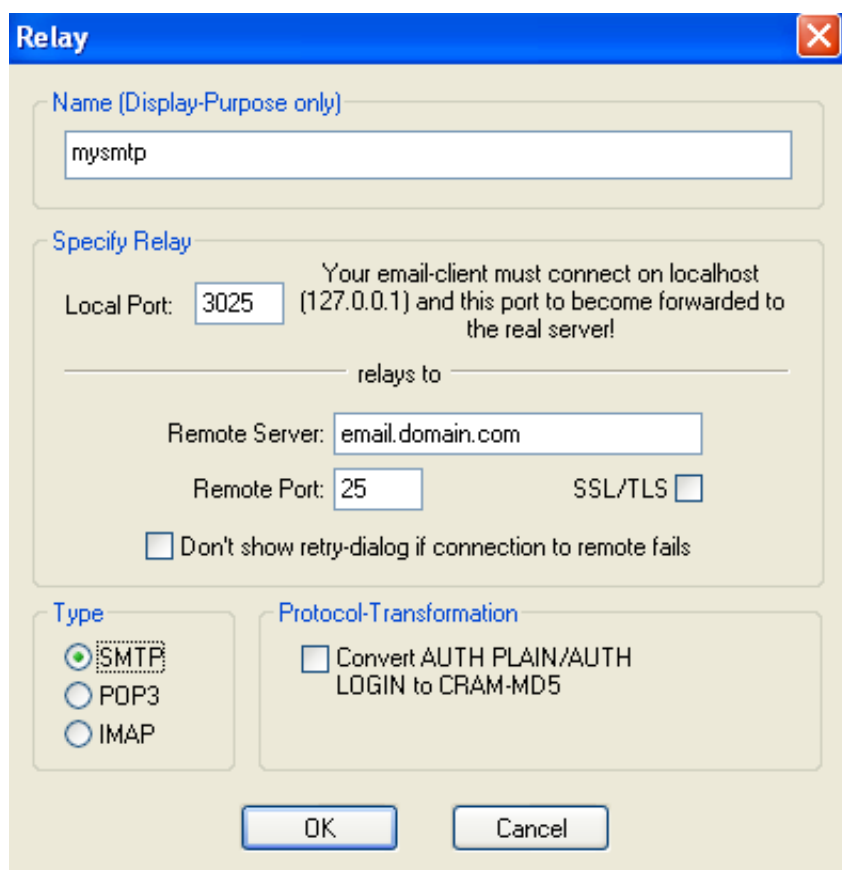 Relay
Name (Display-Purpose only)
mysmtp
Specify Relay
Local Port: 3025
Your email-client must connect on localhost
(127.0.0.1) and this port to become forwarded to
the real server!
relays to
Remote Server: email.domain.com
Remote Port: 25 SSL/TLS
Don't show retry-dialog if connection to remote fails
Type
SMTP
POP3
IMAP
Protocol-Transformation
Convert AUTH PLAIN/AUTH
LOGIN to CRAM-MD5
OK Cancel